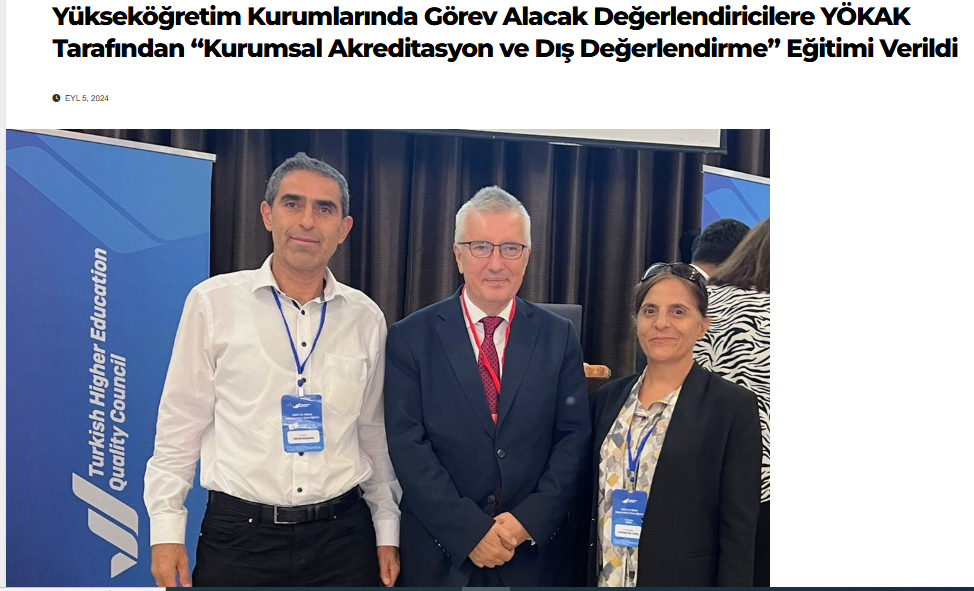 Yükseköğretim Kurumlarında Görev Alacak Değerlendiricilere YÖKAK
Tarafından “Kurumsal Akreditasyon ve Dış Değerlendirme” Eğitimi Verildi
EYL 5, 2024
Turkish Higher Education
Quality Council